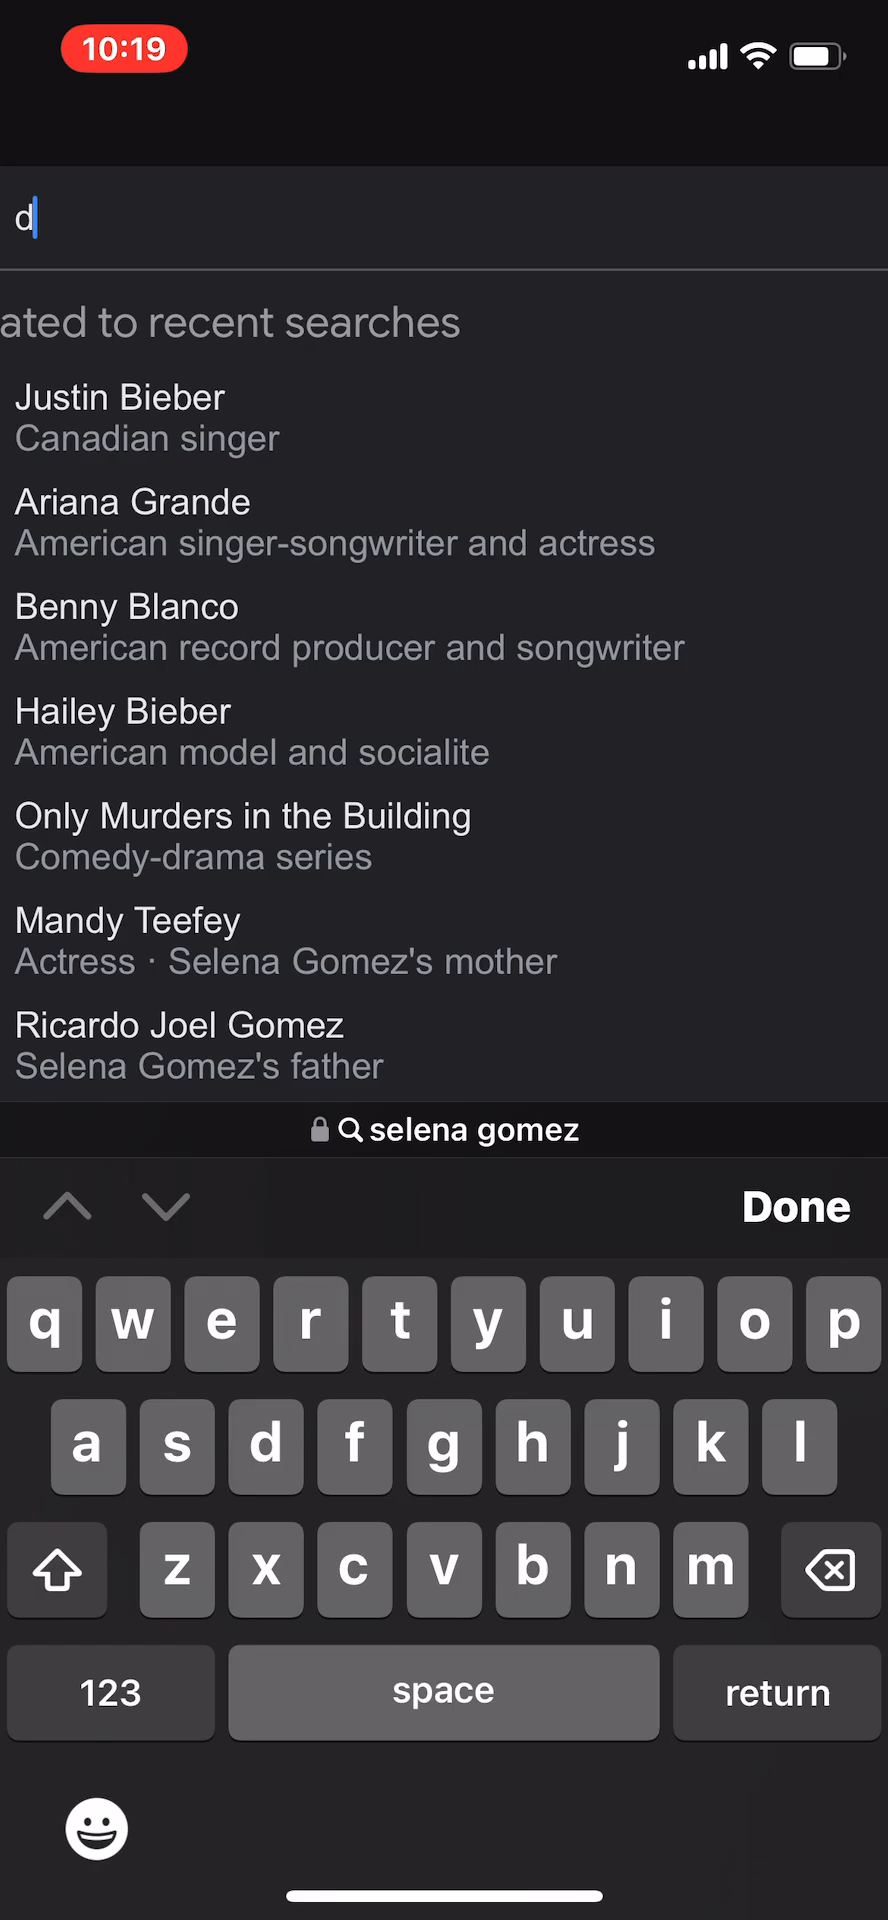 10:19
d
ated to recent searches
Justin Bieber
Canadian singer
Ariana Grande
American singer-songwriter and actress
Benny Blanco
American record producer and songwriter
Hailey Bieber
American model and socialite
Only Murders in the Building
Comedy-drama series
Mandy Teefey
Actress · Selena Gomez's mother
Ricardo Joel Gomez
Selena Gomez's father
selena gomez
Done
q w e r t y u i o p
a s d f g h j k l
z x c v b n m
123 space return